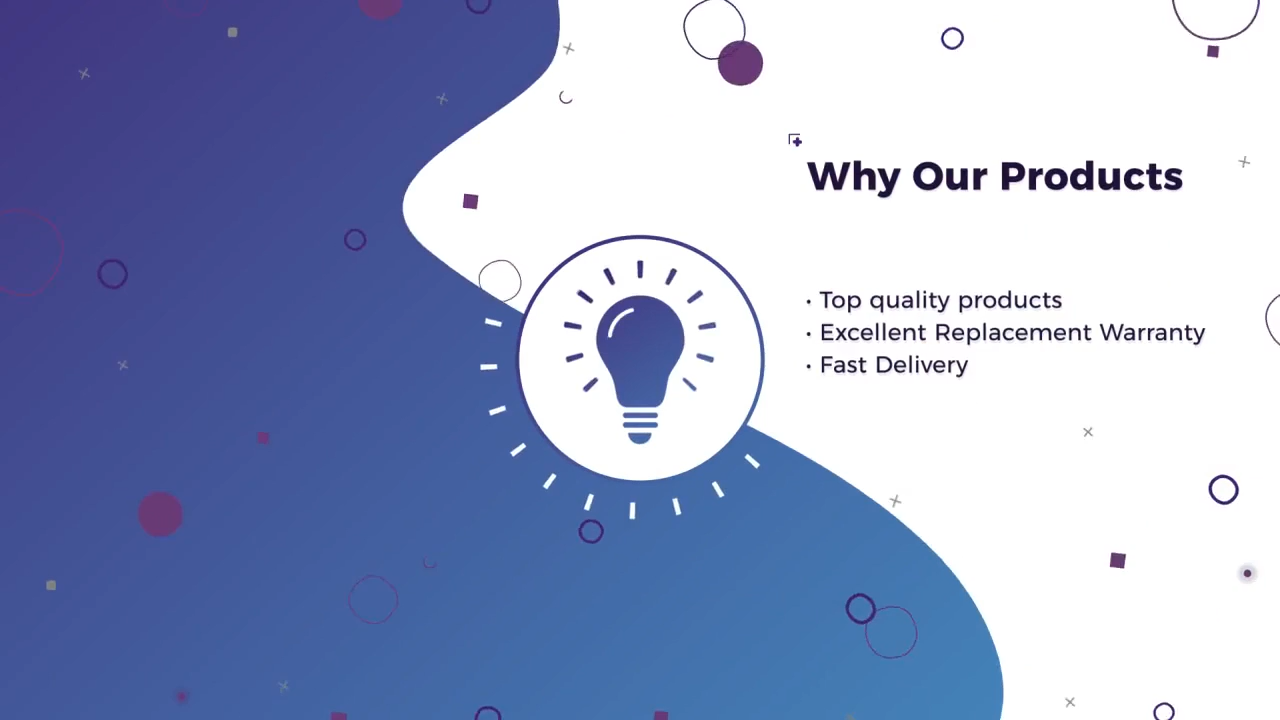 Why Our Products
· Top quality products
· Excellent Replacement Warranty
· Fast Delivery